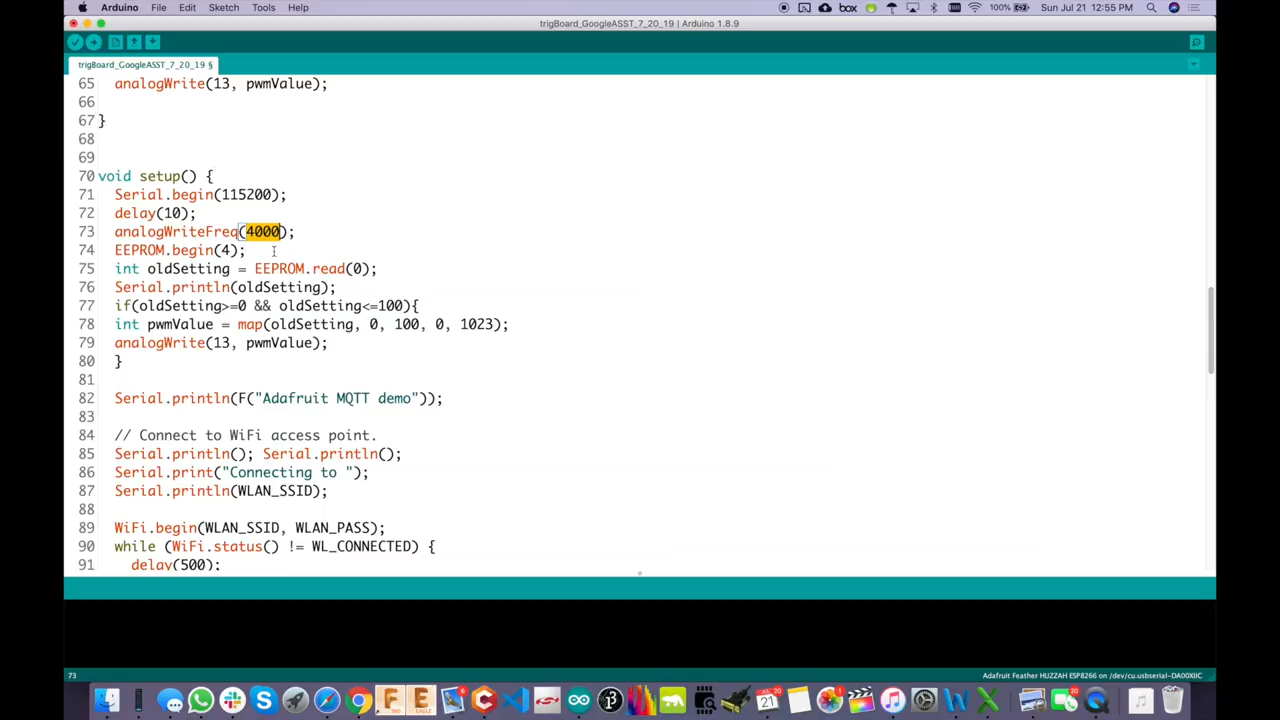 Arduino File Edit Sketch Tools Help box 100% Sun Jul 21 12:55 PM
trigBoard_GoogleASST_7_20_19 | Arduino 1.8.9
trigBoard_GoogleASST_7_20_19 §
65 analogWrite(13, pwmValue);
66
67 }
68
69
70 void setup() {
71 Serial.begin(115200);
72 delay(10);
73 analogWriteFreq(4000);
74 EEPROM.begin(4);
75 int oldSetting = EEPROM.read(0);
76 Serial.println(oldSetting);
77 if(oldSetting>=0 && oldSetting<=100){
78 int pwmValue = map(oldSetting, 0, 100, 0, 1023);
79 analogWrite(13, pwmValue);
80 }
81
82 Serial.println(F("Adafruit MQTT demo"));
83
84 // Connect to WiFi access point.
85 Serial.println(); Serial.println();
86 Serial.print("Connecting to ");
87 Serial.println(WLAN_SSID);
88
89 WiFi.begin(WLAN_SSID, WLAN_PASS);
90 while (WiFi.status() != WL_CONNECTED) {
91 delay(500);
73 Adafruit Feather HUZZAH ESP8266 on /dev/cu.usbserial-DA00XIIC